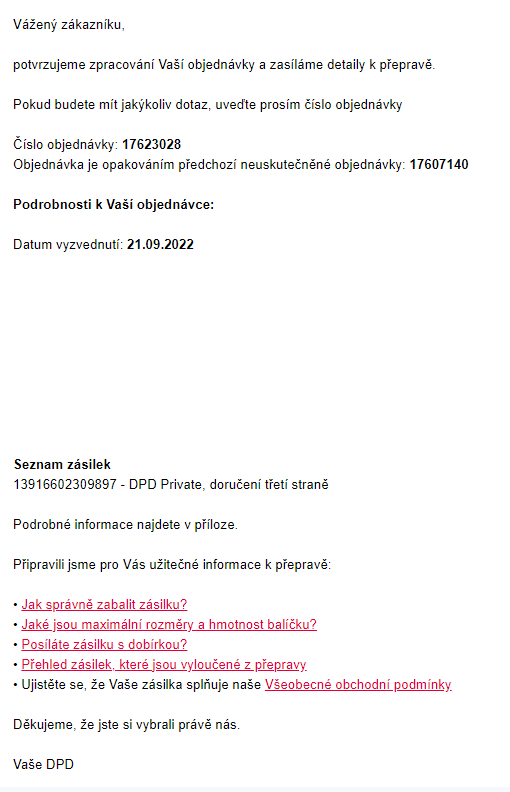 Vážený zákazníku,
potvrzujeme zpracování Vaší objednávky a zasíláme detaily k přepravě.
Pokud budete mít jakýkoliv dotaz, uveďte prosím číslo objednávky
Číslo objednávky: 17623028
Objednávka je opakováním předchozí neuskutečněné objednávky: 17607140
Podrobnosti k Vaší objednávce:
Datum vyzvednutí: 21.09.2022
Seznam zásilek
13916602309897 - DPD Private, doručení třetí straně
Podrobné informace najdete v příloze.
Připravili jsme pro Vás užitečné informace k přepravě:
• Jak správně zabalit zásilku?
• Jaké jsou maximální rozměry a hmotnost balíčku?
• Posíláte zásilku s dobírkou?
• Přehled zásilek, které jsou vyloučené z přepravy
• Ujistěte se, že Vaše zásilka splňuje naše Všeobecné obchodní podmínky
Děkujeme, že jste si vybrali právě nás.
Vaše DPD